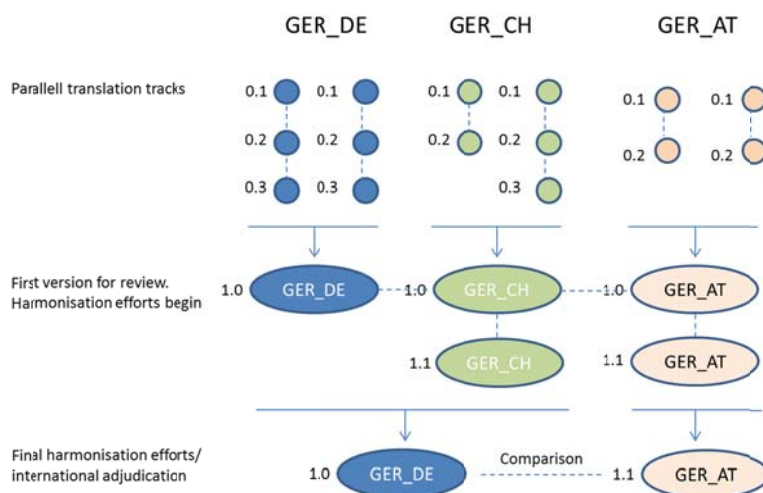 GER_DE GER_CH GER_AT
Parallell translation tracks
0.1 0.1 0.1 0.1 0.1 0.1
0.2 0.2 0.2 0.2 0.2 0.2
0.3 0.3 0.3
First version for review.
Harmonisation efforts begin
1.0 GER_DE 1.0 GER_CH 1.0 GER_AT
1.1 GER_CH 1.1 GER_AT
Final harmonisation efforts/
international adjudication
1.0 GER_DE Comparison 1.1 GER_AT